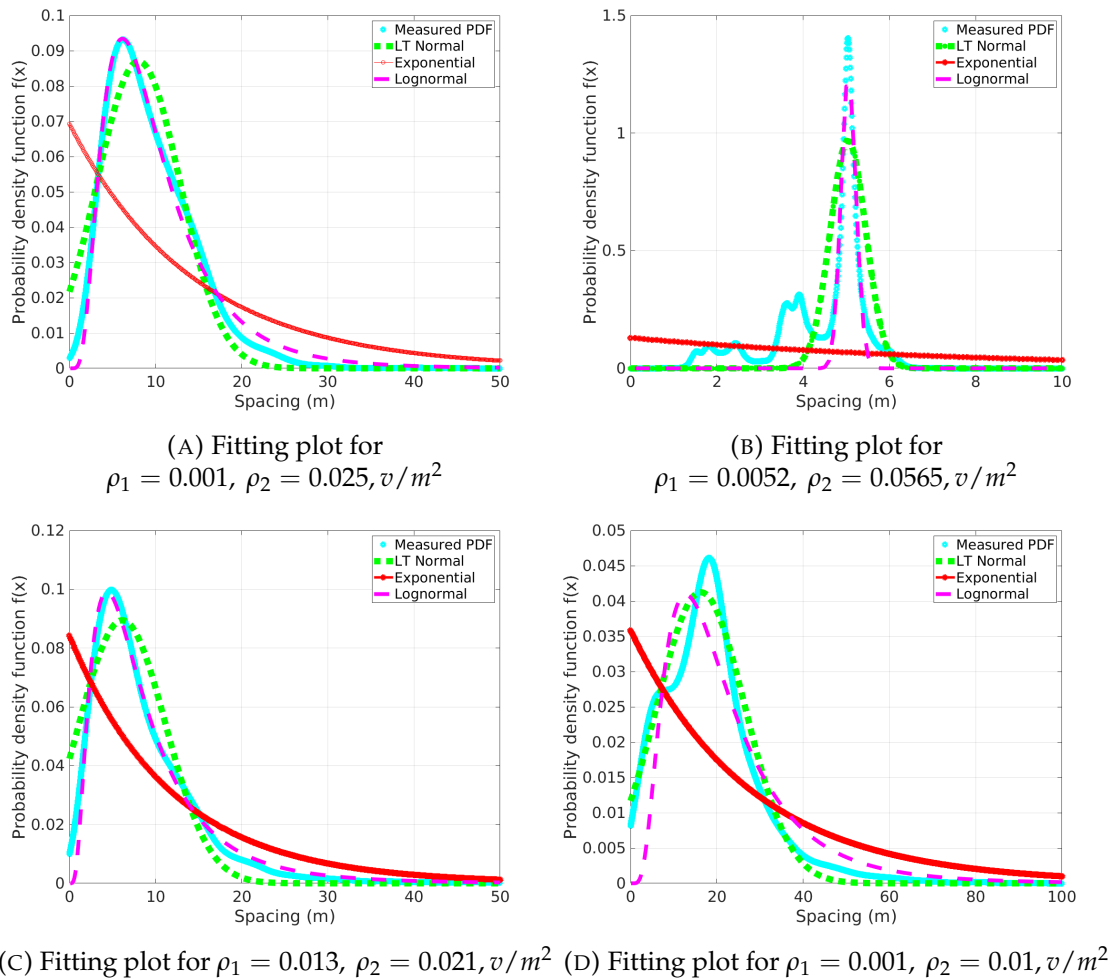 0.1
0.09
0.08
0.07
0.06
0.05
0.04
0.03
0.02
0.01
0
Probability density function f(x)
0 10 20 30 40 50
Spacing (m)
Measured PDF
LT Normal
Exponential
Lognormal
(A) Fitting plot for
ρ₁ = 0.001, ρ₂ = 0.025, v/m²
1.5
1
0.5
0
Probability density function f(x)
0 2 4 6 8 10
Spacing (m)
Measured PDF
LT Normal
Exponential
Lognormal
(B) Fitting plot for
ρ₁ = 0.0052, ρ₂ = 0.0565, v/m²
0.12
0.1
0.08
0.06
0.04
0.02
0
Probability density function f(x)
0 10 20 30 40 50
Spacing (m)
Measured PDF
LT Normal
Exponential
Lognormal
(C) Fitting plot for ρ₁ = 0.013, ρ₂ = 0.021, v/m²
0.05
0.045
0.04
0.035
0.03
0.025
0.02
0.015
0.01
0.005
0
Probability density function f(x)
0 20 40 60 80 100
Spacing (m)
Measured PDF
LT Normal
Exponential
Lognormal
(D) Fitting plot for ρ₁ = 0.001, ρ₂ = 0.01, v/m²